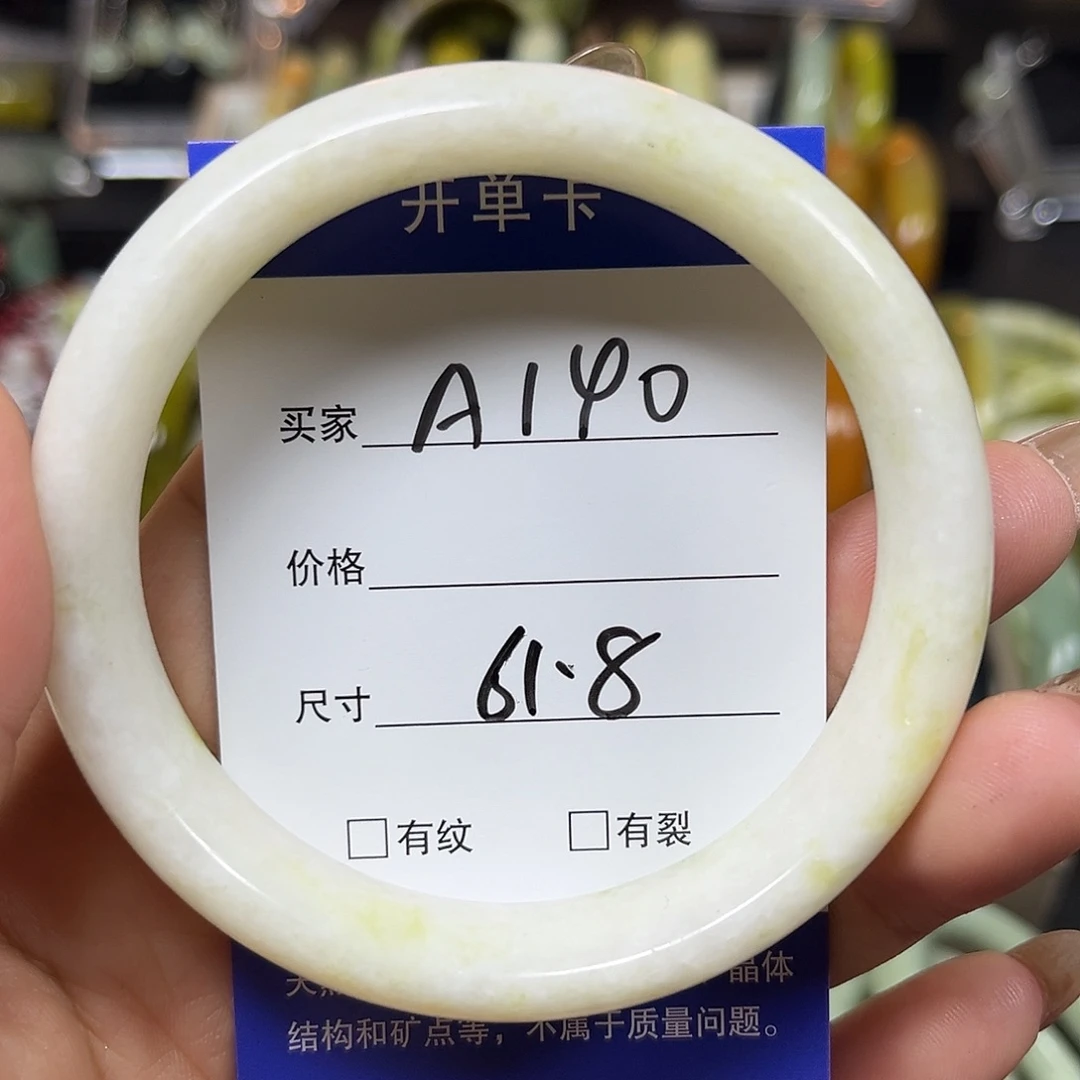 开单卡
买家 A140
价格
尺寸 61.8
□有纹 □有裂
晶体
结构和矿点等，不属于质量问题。